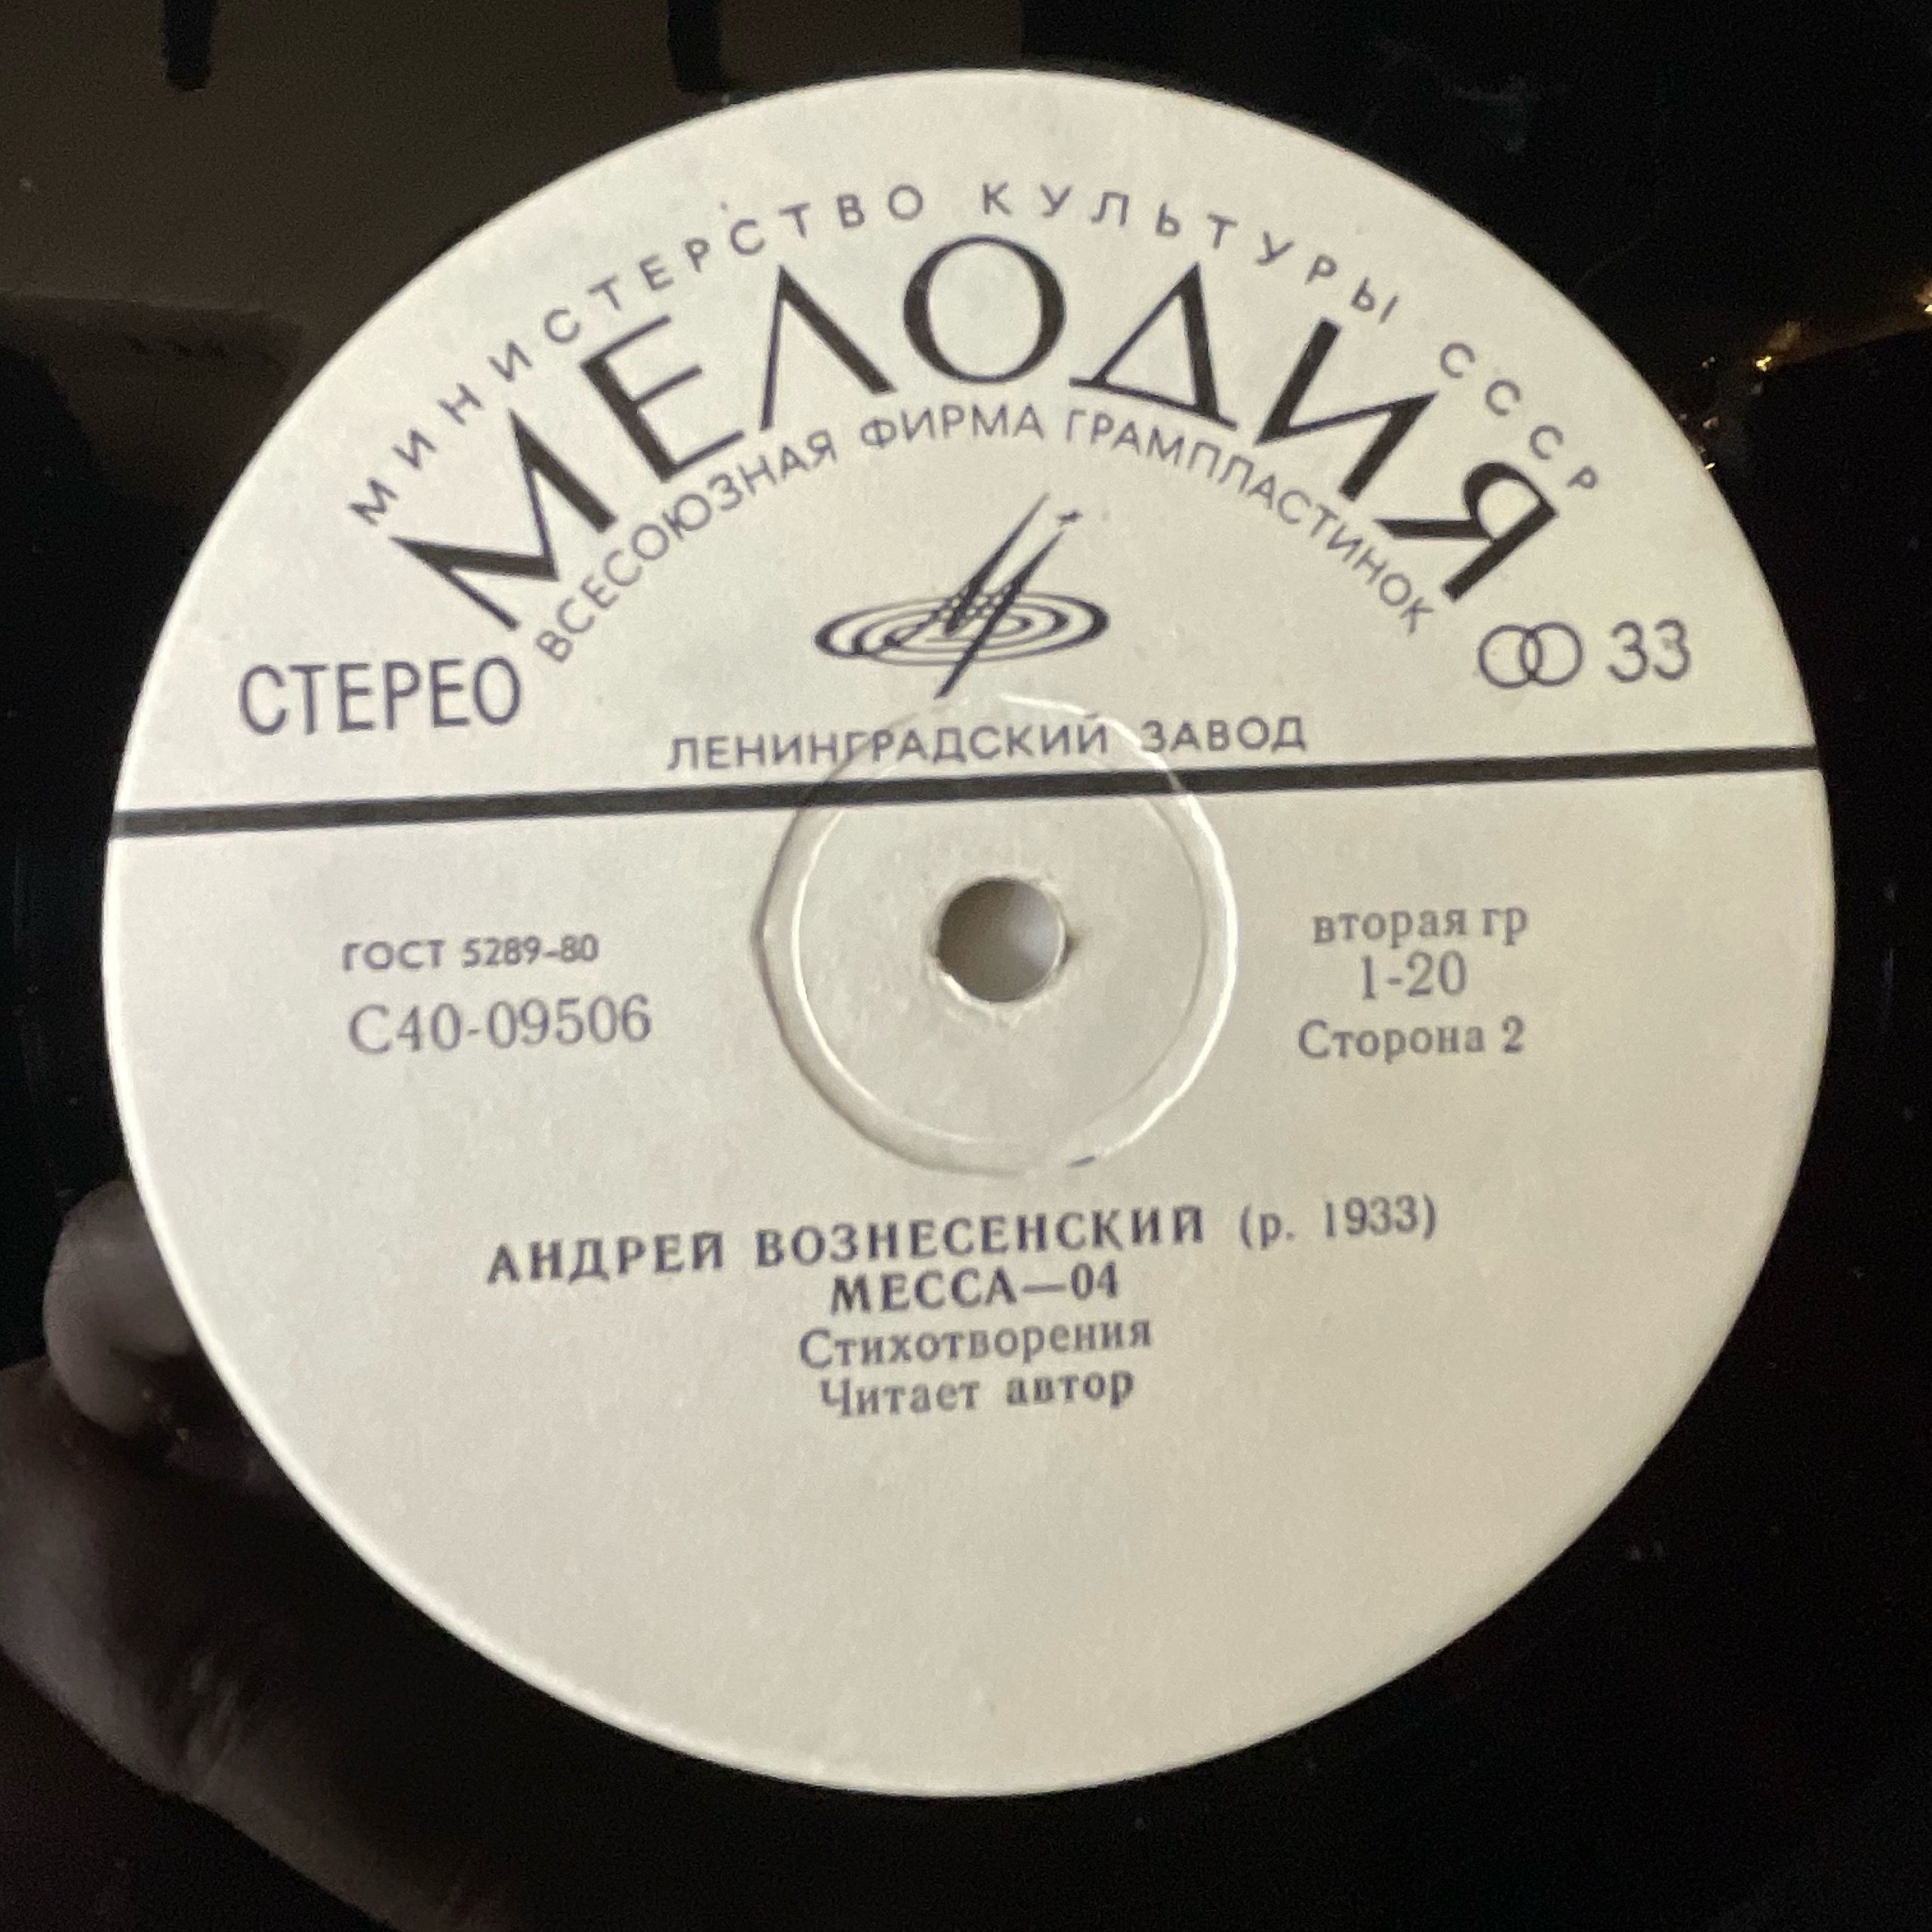 МИНИСТЕРСТВО КУЛЬТУРЫ СССР
МЕЛОДИЯ
ВСЕСОЮЗНАЯ ФИРМА ГРАМПЛАСТИНОК
СТЕРЕО
33
ЛЕНИНГРАДСКИЙ ЗАВОД
ГОСТ 5289-80
С40-09506
вторая гр
1-20
Сторона 2
АНДРЕЙ ВОЗНЕСЕНСКИЙ (р. 1933)
МЕССА—04
Стихотворения
Читает автор